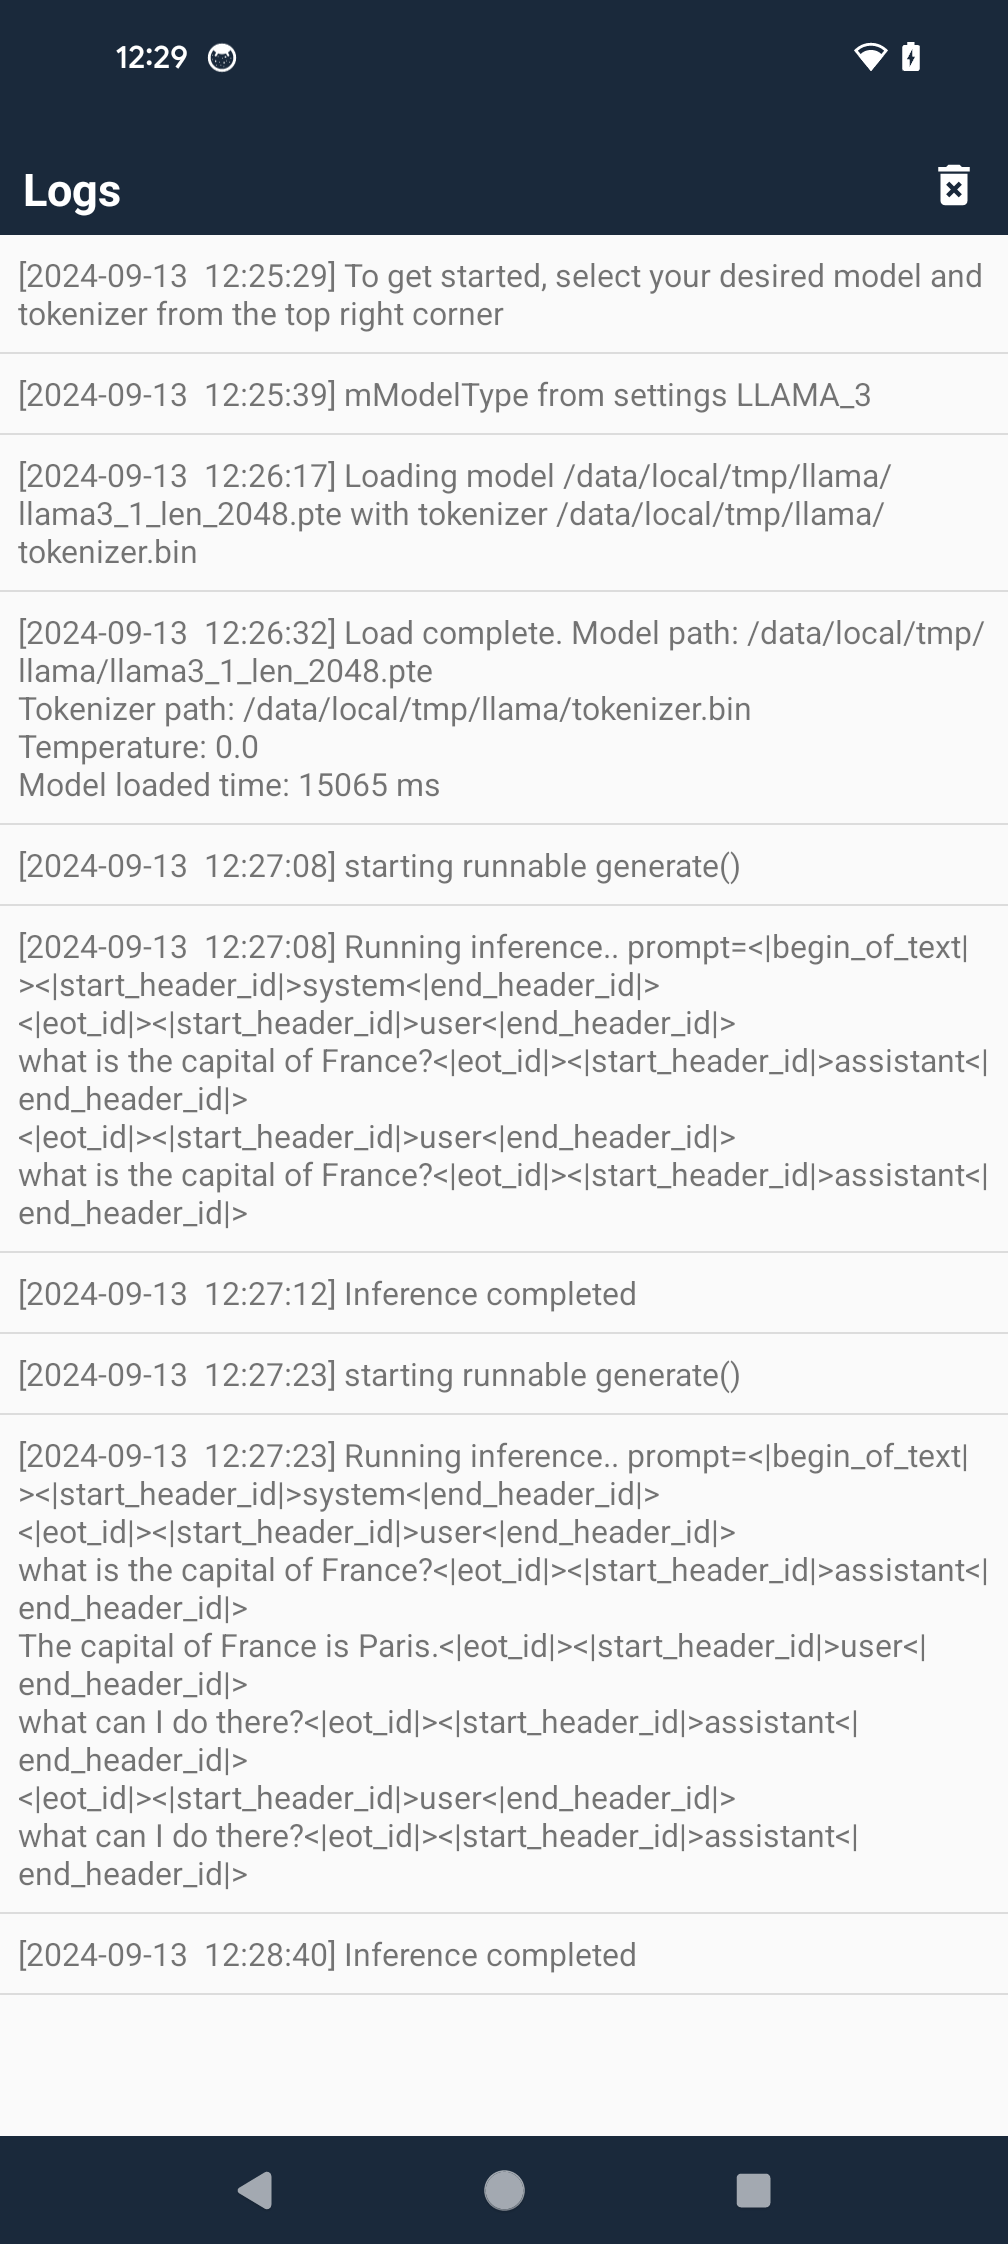 12:29
Logs
[2024-09-13  12:25:29] To get started, select your desired model and
tokenizer from the top right corner
[2024-09-13  12:25:39] mModelType from settings LLAMA_3
[2024-09-13  12:26:17] Loading model /data/local/tmp/llama/
llama3_1_len_2048.pte with tokenizer /data/local/tmp/llama/
tokenizer.bin
[2024-09-13  12:26:32] Load complete. Model path: /data/local/tmp/
llama/llama3_1_len_2048.pte
Tokenizer path: /data/local/tmp/llama/tokenizer.bin
Temperature: 0.0
Model loaded time: 15065 ms
[2024-09-13  12:27:08] starting runnable generate()
[2024-09-13  12:27:08] Running inference.. prompt=<|begin_of_text|
><|start_header_id|>system<|end_header_id|>
<|eot_id|><|start_header_id|>user<|end_header_id|>
what is the capital of France?<|eot_id|><|start_header_id|>assistant<|
end_header_id|>
<|eot_id|><|start_header_id|>user<|end_header_id|>
what is the capital of France?<|eot_id|><|start_header_id|>assistant<|
end_header_id|>
[2024-09-13  12:27:12] Inference completed
[2024-09-13  12:27:23] starting runnable generate()
[2024-09-13  12:27:23] Running inference.. prompt=<|begin_of_text|
><|start_header_id|>system<|end_header_id|>
<|eot_id|><|start_header_id|>user<|end_header_id|>
what is the capital of France?<|eot_id|><|start_header_id|>assistant<|
end_header_id|>
The capital of France is Paris.<|eot_id|><|start_header_id|>user<|
end_header_id|>
what can I do there?<|eot_id|><|start_header_id|>assistant<|
end_header_id|>
<|eot_id|><|start_header_id|>user<|end_header_id|>
what can I do there?<|eot_id|><|start_header_id|>assistant<|
end_header_id|>
[2024-09-13  12:28:40] Inference completed